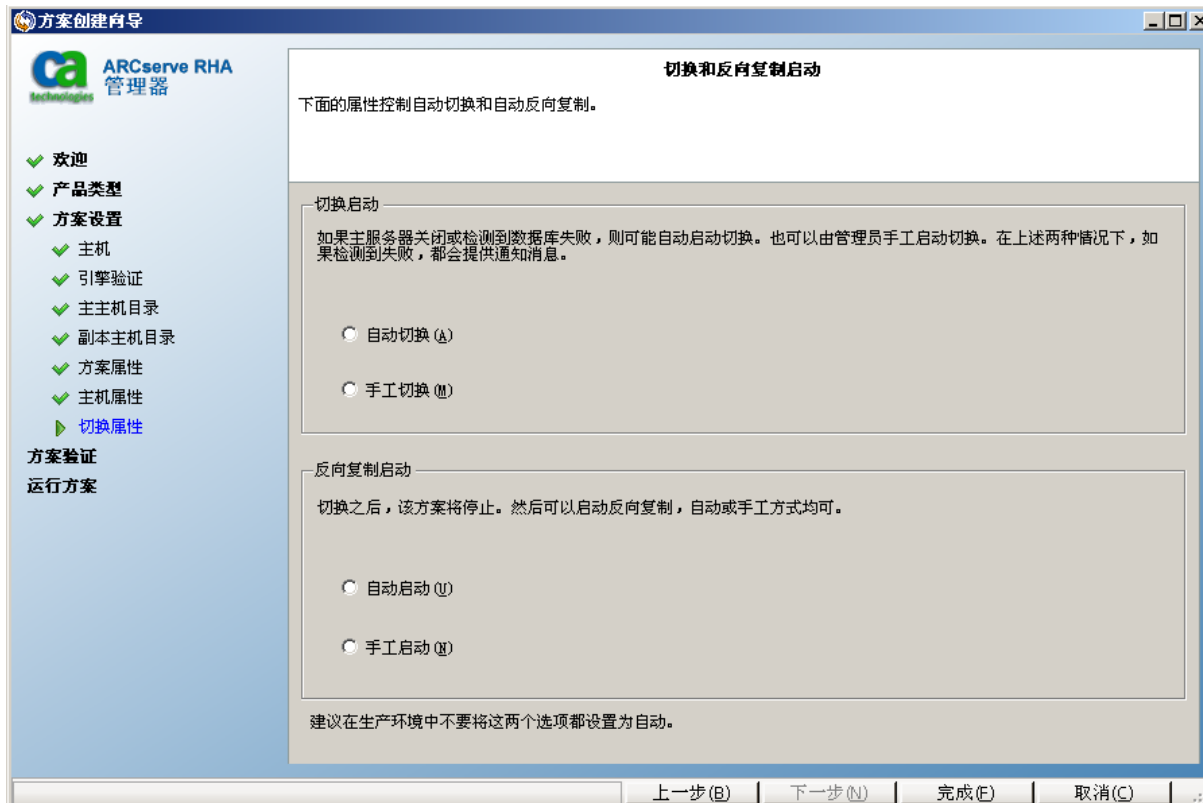 方案创建向导
ca
technologies
ARCserve RHA
管理器
欢迎
产品类型
方案设置
主机
引擎验证
主主机目录
副本主机目录
方案属性
主机属性
切换属性
方案验证
运行方案
切换和反向复制启动
下面的属性控制自动切换和自动反向复制。
切换启动
如果主服务器关闭或检测到数据库失败，则可能自动启动切换。也可以由管理员手工启动切换。在上述两种情况下，如
果检测到失败，都会提供通知消息。
自动切换(A)
手工切换(M)
反向复制启动
切换之后，该方案将停止。然后可以启动反向复制，自动或手工方式均可。
自动启动(U)
手工启动(N)
建议在生产环境中不要将这两个选项都设置为自动。
上一步(B)
下一步(N)
完成(F)
取消(C)